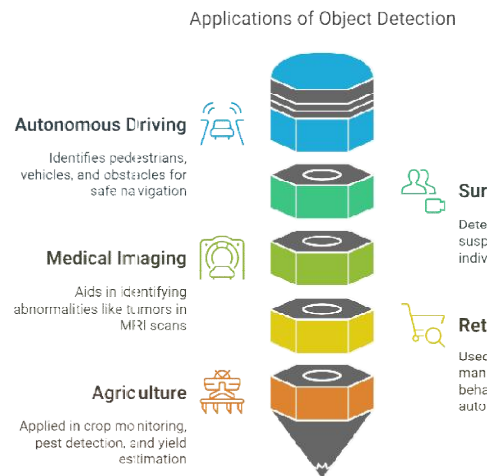 Applications of Object Detection
Autonomous Driving
Identifies pedestrians,
vehicles, and obstacles for
safe navigation
Sur
Dete
susp
indiv
Medical Imaging
Aids in identifying
abnormalities like tumors in
MRI scans
Ret
Used
man
beha
auto
Agriculture
Applied in crop monitoring,
pest detection, and yield
estimation